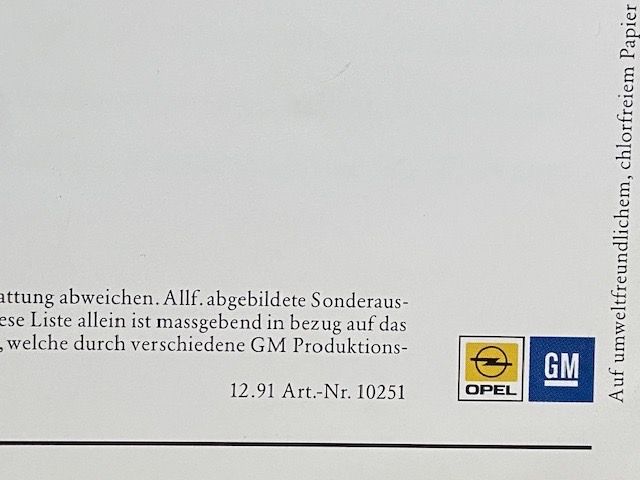 attung abweichen. Allf. abgebildete Sonderaus-
ese Liste allein ist massgebend in bezug auf das
, welche durch verschiedene GM Produktions-
12.91 Art.-Nr. 10251
OPEL
GM
Auf umweltfreundlichem, chlorfreiem Papier